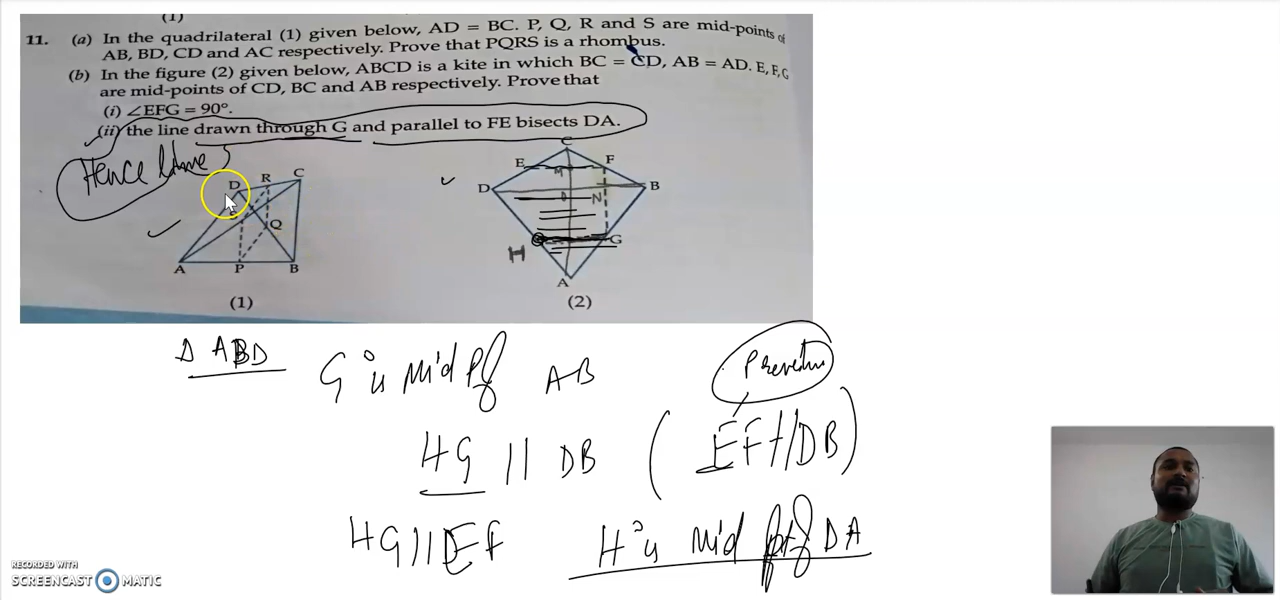 (1)
11. (a) In the quadrilateral (1) given below, AD = BC. P, Q, R and S are mid-points of
AB, BD, CD and AC respectively. Prove that PQRS is a rhombus.
(b) In the figure (2) given below, ABCD is a kite in which BC = CD, AB = AD. E, F, G
are mid-points of CD, BC and AB respectively. Prove that
(i) ∠EFG = 90°.
(ii) the line drawn through G and parallel to FE bisects DA.
Hence
D R C
S
Q
A P B
(1)
C
E F
M
D B
O N
H G
A
(2)
Δ ABD
G is mid pt of AB
HG || DB ( EF || DB )
HG || EF
H is mid pt of DA
RECORDED WITH
SCREENCAST MATIC